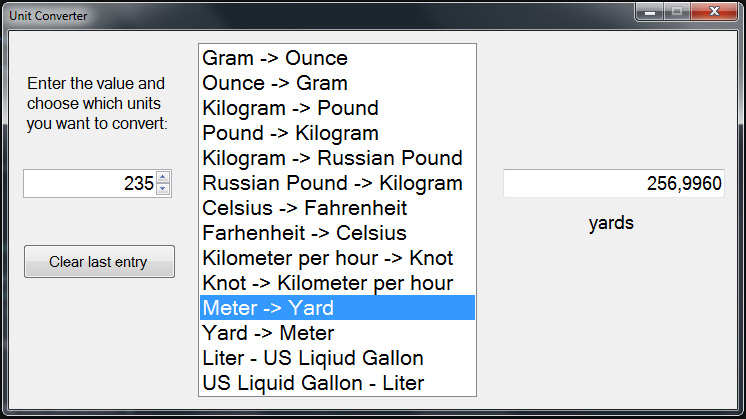 Unit Converter
Enter the value and
choose which units
you want to convert:
235
Clear last entry
Gram -> Ounce
Ounce -> Gram
Kilogram -> Pound
Pound -> Kilogram
Kilogram -> Russian Pound
Russian Pound -> Kilogram
Celsius -> Fahrenheit
Farhenheit -> Celsius
Kilometer per hour -> Knot
Knot -> Kilometer per hour
Meter -> Yard
Yard -> Meter
Liter - US Liqiud Gallon
US Liquid Gallon - Liter
256,9960
yards